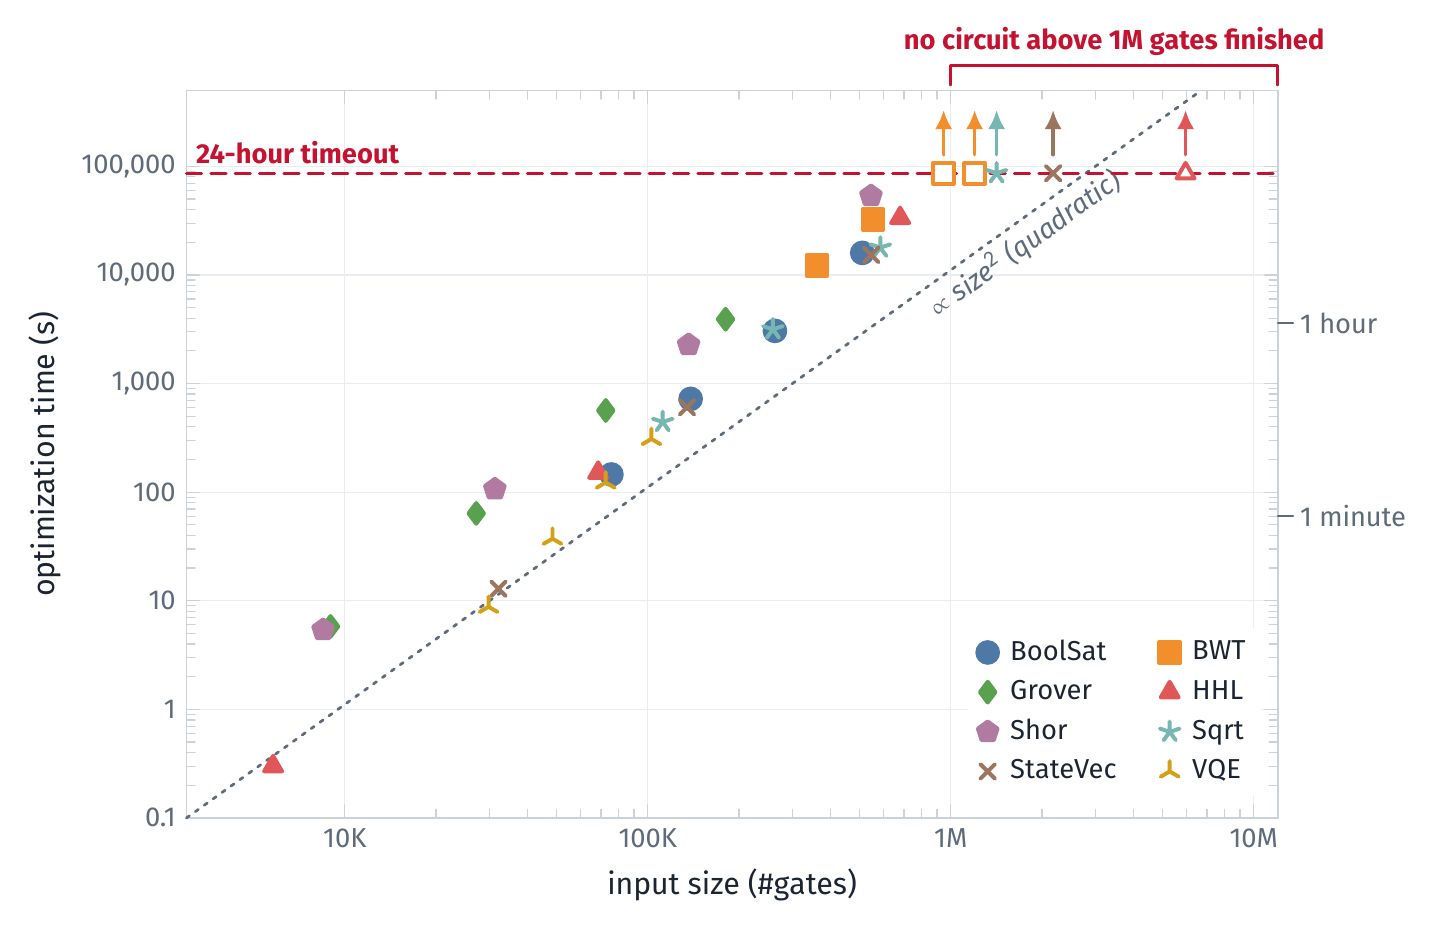 no circuit above 1M gates finished
24-hour timeout
100,000
10,000
1,000
100
10
1
0.1
optimization time (s)
∝ size² (quadratic)
1 hour
1 minute
BoolSat
BWT
Grover
HHL
Shor
Sqrt
StateVec
VQE
10K
100K
1M
10M
input size (#gates)